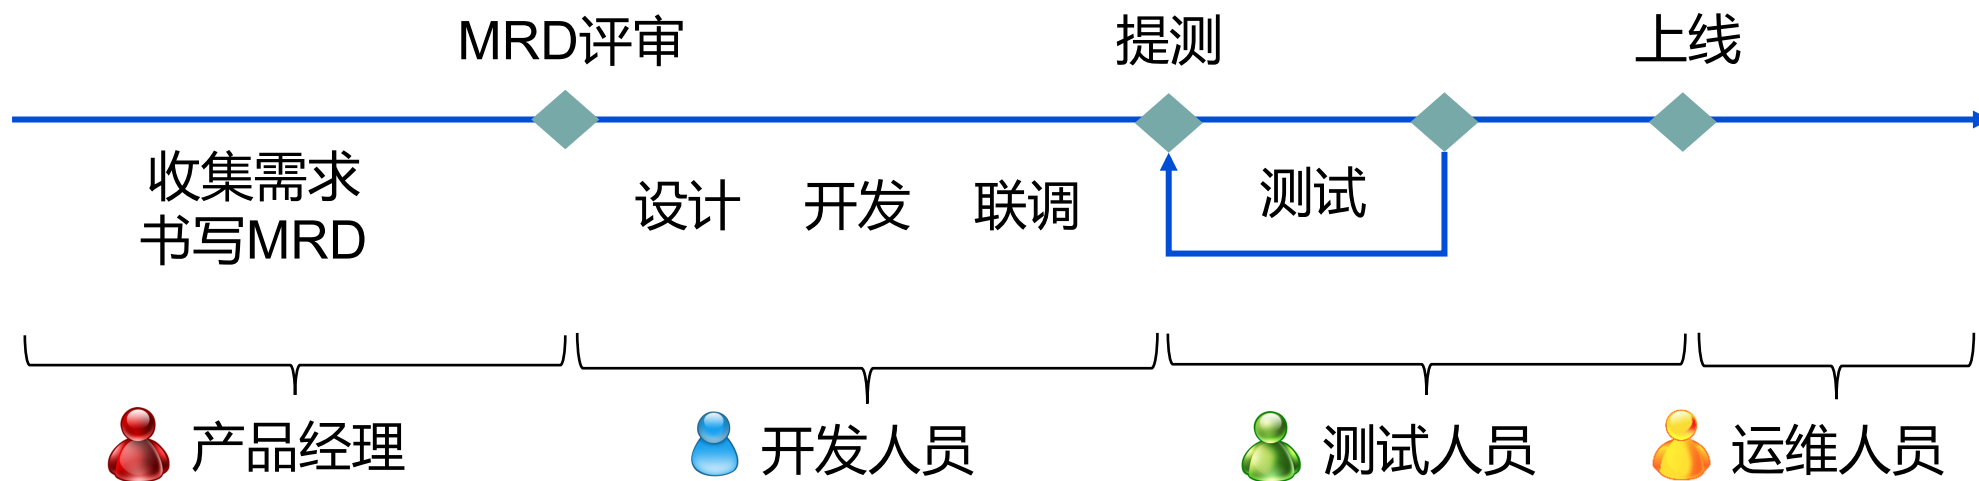 MRD评审
提测
上线
收集需求
书写MRD
设计
开发
联调
测试
产品经理
开发人员
测试人员
运维人员